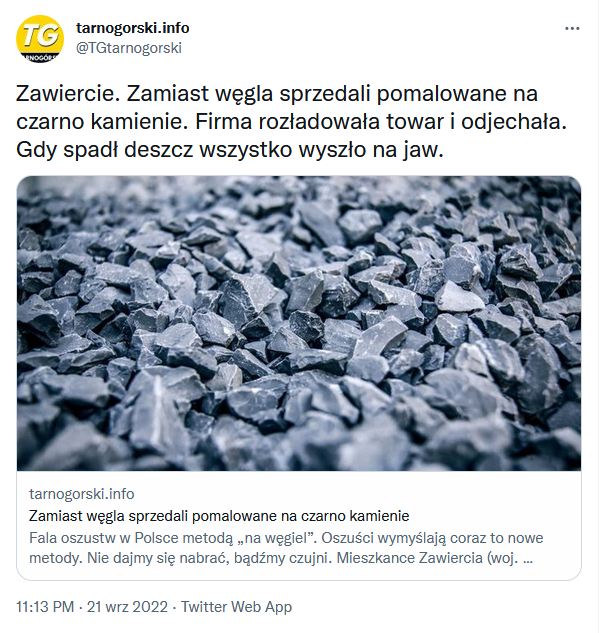 TG
RNOGÓRS
tarnogorski.info
@TGtarnogorski
Zawiercie. Zamiast węgla sprzedali pomalowane na
czarno kamienie. Firma rozładowała towar i odjechała.
Gdy spadł deszcz wszystko wyszło na jaw.
tarnogorski.info
Zamiast węgla sprzedali pomalowane na czarno kamienie
Fala oszustw w Polsce metodą „na węgiel”. Oszuści wymyślają coraz to nowe
metody. Nie dajmy się nabrać, bądźmy czujni. Mieszkance Zawiercia (woj. ...
11:13 PM · 21 wrz 2022 · Twitter Web App